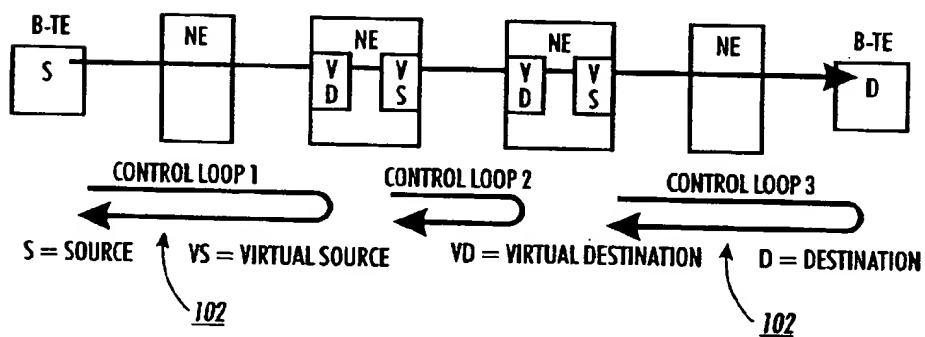 B-TE
NE
NE
NE
NE
B-TE
S
V
D
V
S
V
D
V
S
D
CONTROL LOOP 1
CONTROL LOOP 2
CONTROL LOOP 3
S = SOURCE
VS = VIRTUAL SOURCE
VD = VIRTUAL DESTINATION
D = DESTINATION
102
102